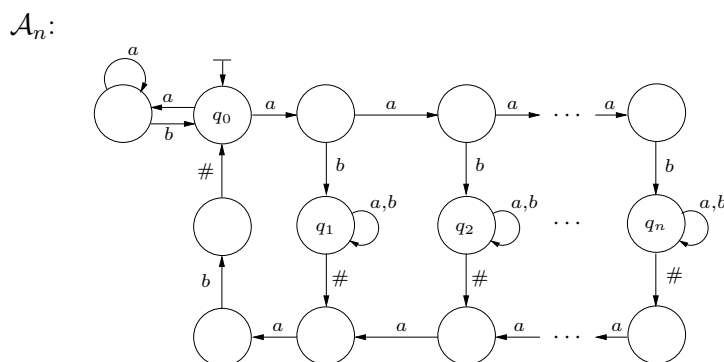 𝒜ₙ:
a
a q₀ a a a ⋯ a
b
# b b b
a,b a,b a,b
q₁ q₂ ⋯ qₙ
# # #
b
a a a ⋯ a